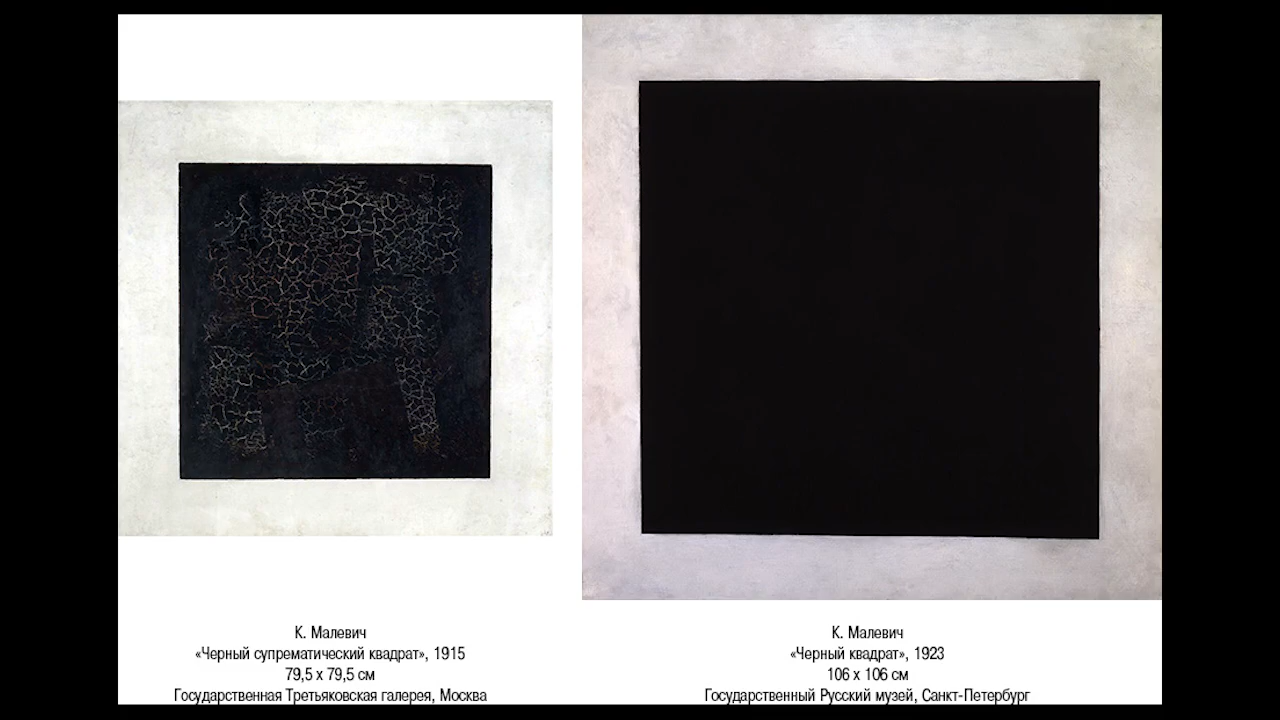 К. Малевич
«Черный супрематический квадрат», 1915
79,5 x 79,5 см
Государственная Третьяковская галерея, Москва
К. Малевич
«Черный квадрат», 1923
106 x 106 см
Государственный Русский музей, Санкт-Петербург